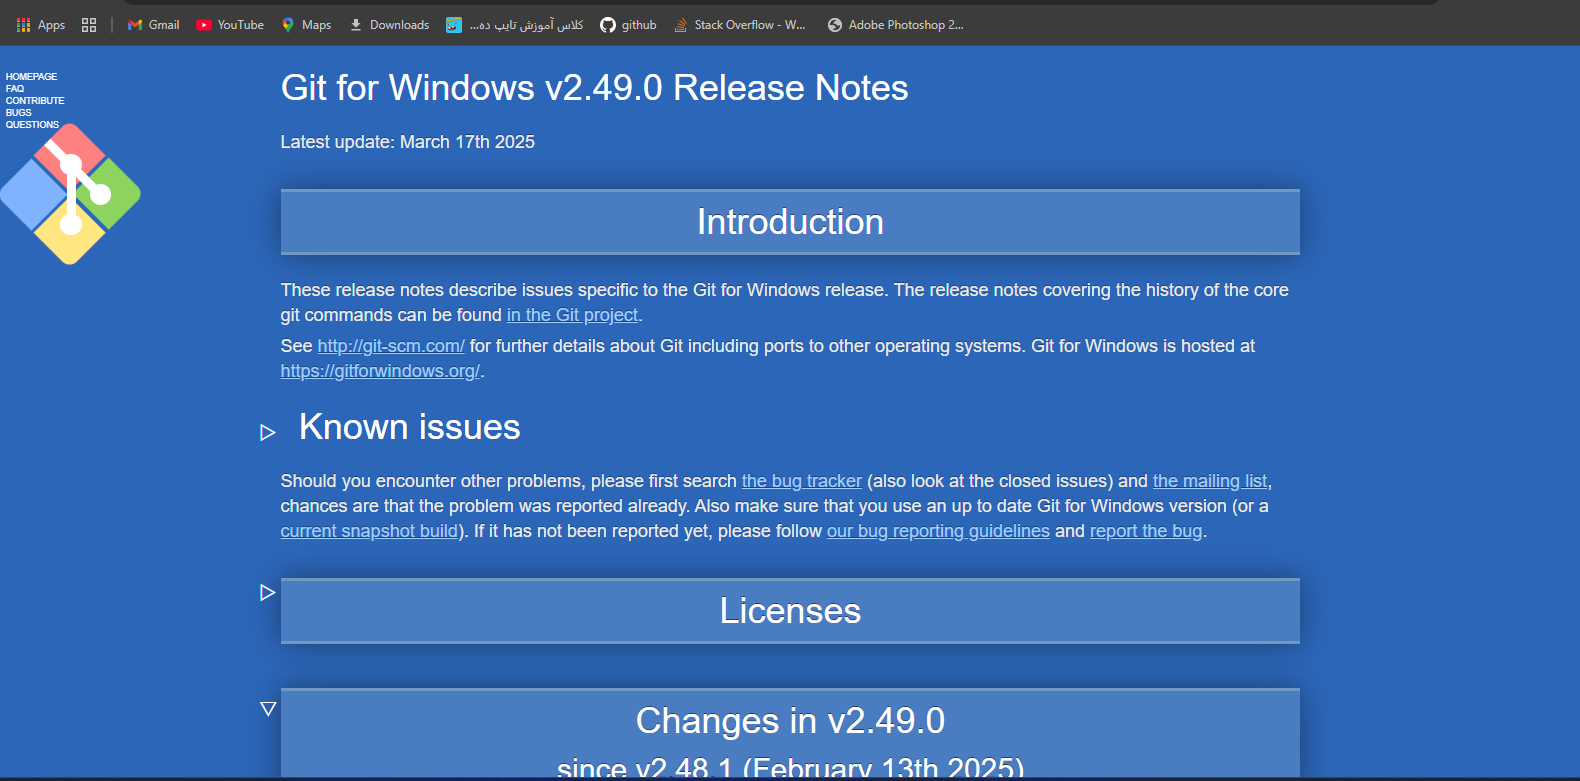 Apps
Gmail
YouTube
Maps
Downloads
کلاس آموزش تایپ ده...
github
Stack Overflow - W...
Adobe Photoshop 2...
HOMEPAGE
FAQ
CONTRIBUTE
BUGS
QUESTIONS
Git for Windows v2.49.0 Release Notes
Latest update: March 17th 2025
Introduction
These release notes describe issues specific to the Git for Windows release. The release notes covering the history of the core
git commands can be found in the Git project.
See http://git-scm.com/ for further details about Git including ports to other operating systems. Git for Windows is hosted at
https://gitforwindows.org/.
Known issues
Should you encounter other problems, please first search the bug tracker (also look at the closed issues) and the mailing list,
chances are that the problem was reported already. Also make sure that you use an up to date Git for Windows version (or a
current snapshot build). If it has not been reported yet, please follow our bug reporting guidelines and report the bug.
Licenses
Changes in v2.49.0
since v2.48.1 (February 13th 2025)